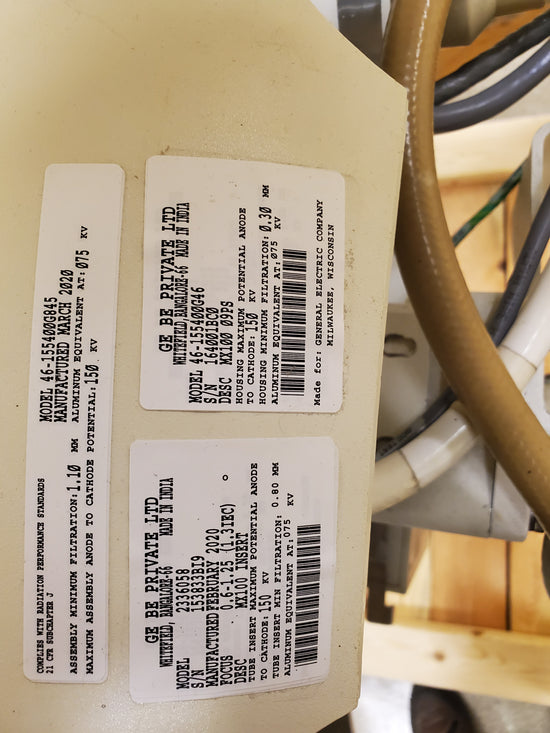 COMPLIES WITH RADIATION PERFORMANCE STANDARDS
21 CFR SUBCHAPTER J
MODEL 46-155400G845
MANUFACTURED MARCH 2020
ASSEMBLY MINIMUM FILTRATION:1.10 MM ALUMINUM EQUIVALENT AT:075 KV
MAXIMUM ASSEMBLY ANODE TO CATHODE POTENTIAL:150 KV
GE BE PRIVATE LTD
WHITEFIELD,BANGALORE-66 MADE IN INDIA
MODEL 46-155400G46
S/N 164001BC0
DESC MX100 09PS
HOUSING MAXIMUM POTENTIAL ANODE
TO CATHODE:150 KV
HOUSING MINIMUM FILTRATION:0.30 MM
ALUMINUM EQUIVALENT AT:075 KV
Made for: GENERAL ELECTRIC COMPANY
MILWAUKEE, WISCONSIN
GE BE PRIVATE LTD
WHITEFIELD, BANGALORE-66 MADE IN INDIA
MODEL 2336058
S/N 153833BI9
MANUFACTURED FEBRUARY 2020
FOCUS 0.6-1.25 (1.3IEC)
DESC MX100 INSERT
TUBE INSERT MAXIMUM POTENTIAL ANODE
TO CATHODE:150 KV
TUBE INSERT MIN FILTRATION: 0.80 MM
ALUMINUM EQUIVALENT AT:075 KV